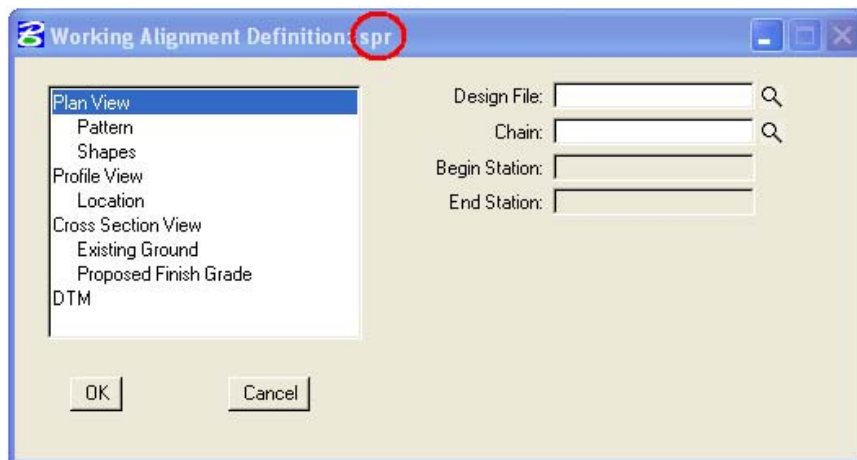 Working Alignment Definition: spr
Plan View
Pattern
Shapes
Profile View
Location
Cross Section View
Existing Ground
Proposed Finish Grade
DTM
Design File:
Chain:
Begin Station:
End Station:
OK
Cancel